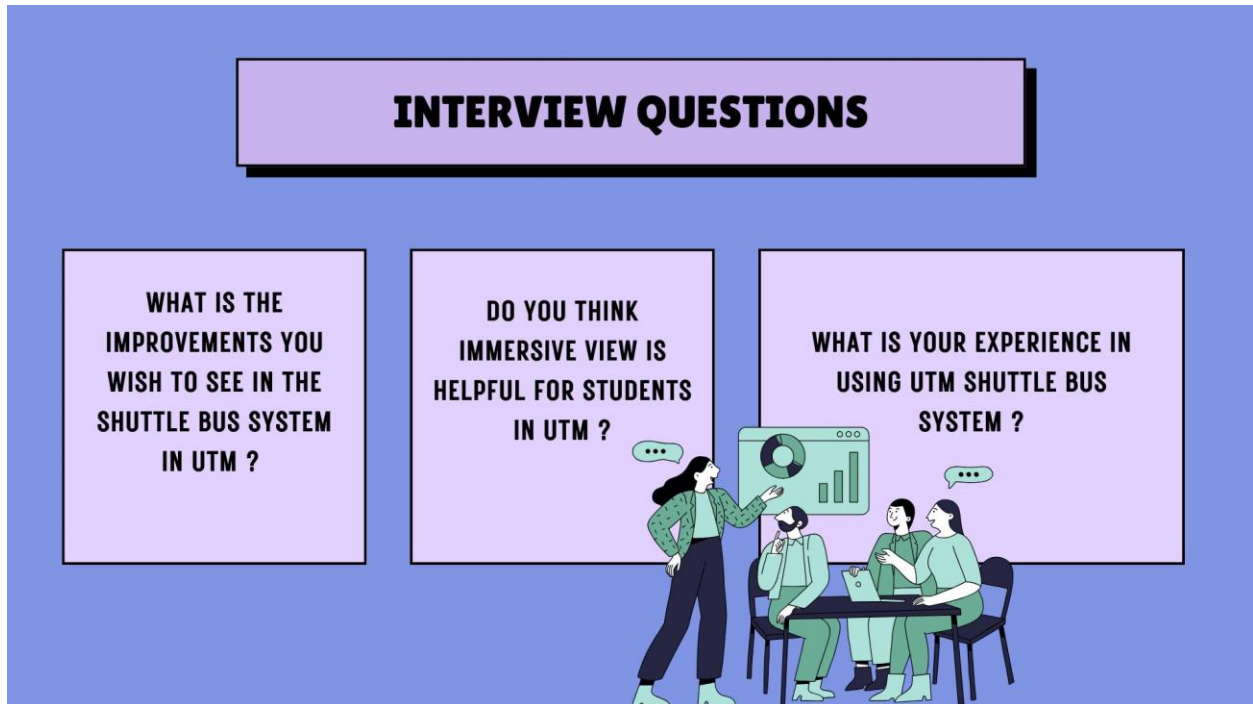 INTERVIEW QUESTIONS
WHAT IS THE
IMPROVEMENTS YOU
WISH TO SEE IN THE
SHUTTLE BUS SYSTEM
IN UTM ?
DO YOU THINK
IMMERSIVE VIEW IS
HELPFUL FOR STUDENTS
IN UTM ?
WHAT IS YOUR EXPERIENCE IN
USING UTM SHUTTLE BUS
SYSTEM ?